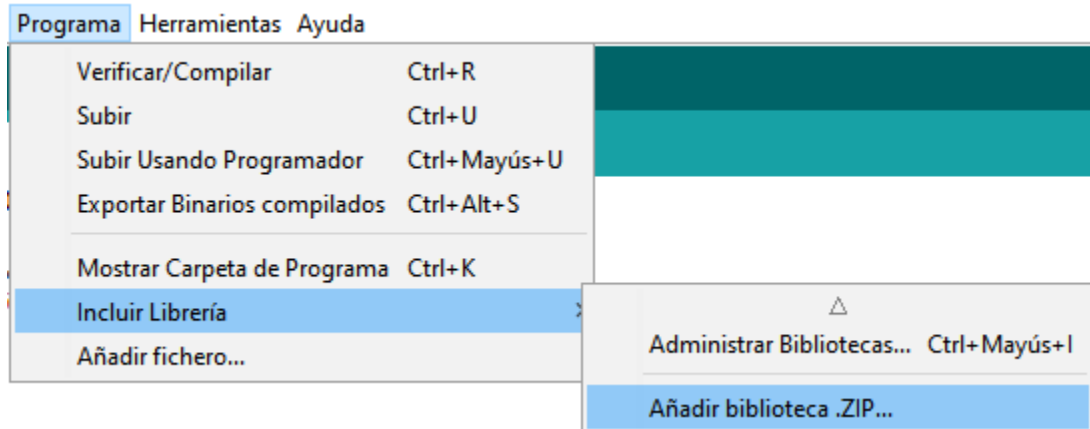 Programa Herramientas Ayuda
Verificar/Compilar Ctrl+R
Subir Ctrl+U
Subir Usando Programador Ctrl+Mayús+U
Exportar Binarios compilados Ctrl+Alt+S
Mostrar Carpeta de Programa Ctrl+K
Incluir Librería
Añadir fichero...
Administrar Bibliotecas... Ctrl+Mayús+I
Añadir biblioteca .ZIP...